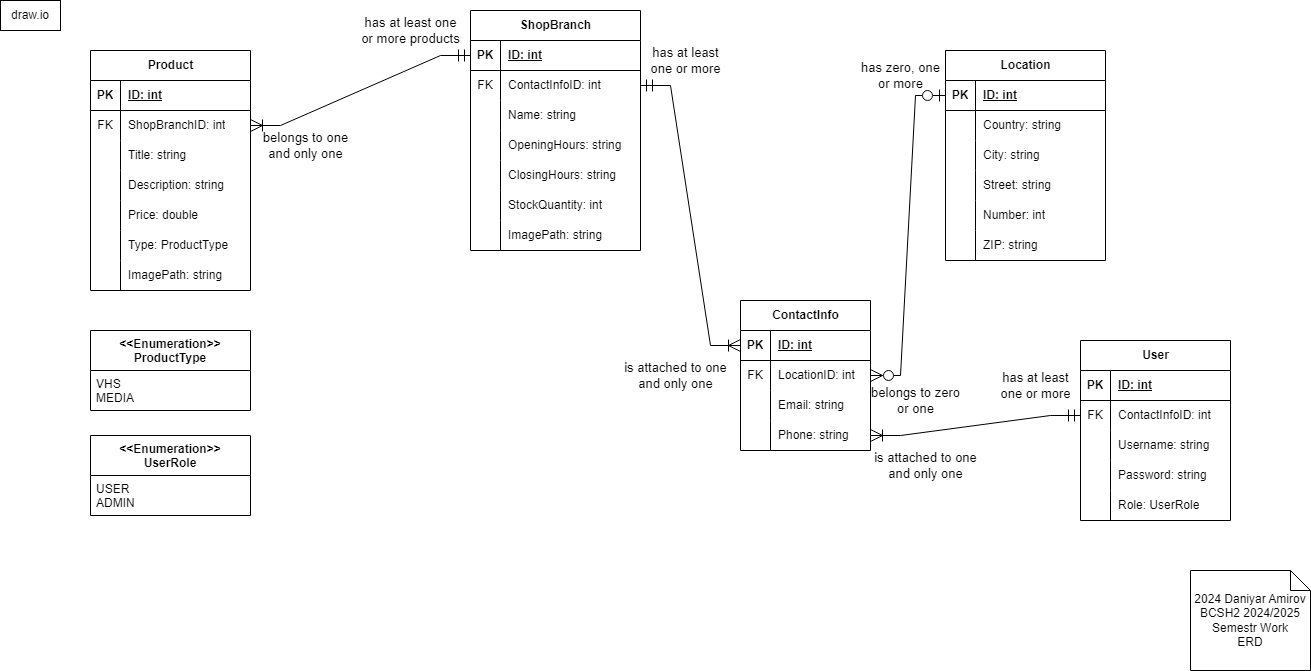 draw.io
Product
PK ID: int
FK ShopBranchID: int
Title: string
Description: string
Price: double
Type: ProductType
ImagePath: string
has at least one
or more products
belongs to one
and only one
ShopBranch
PK ID: int
FK ContactInfoID: int
Name: string
OpeningHours: string
ClosingHours: string
StockQuantity: int
ImagePath: string
has at least
one or more
is attached to one
and only one
has zero, one
or more
Location
PK ID: int
Country: string
City: string
Street: string
Number: int
ZIP: string
ContactInfo
PK ID: int
FK LocationID: int
Email: string
Phone: string
belongs to zero
or one
has at least
one or more
is attached to one
and only one
User
PK ID: int
FK ContactInfoID: int
Username: string
Password: string
Role: UserRole
<<Enumeration>>
ProductType
VHS
MEDIA
<<Enumeration>>
UserRole
USER
ADMIN
2024 Daniyar Amirov
BCSH2 2024/2025
Semestr Work
ERD